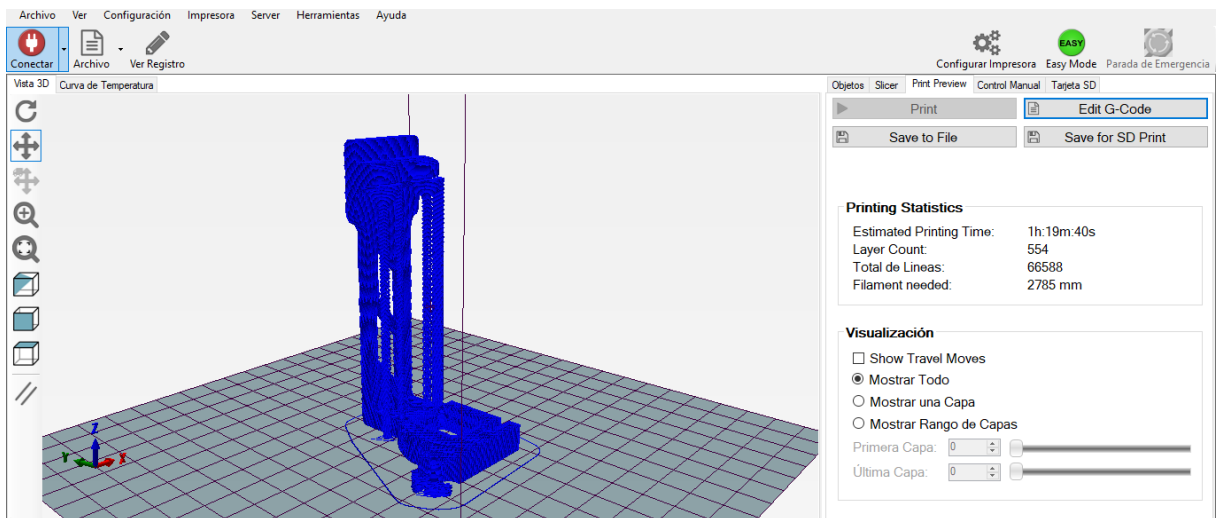 Archivo Ver Configuración Impresora Server Herramientas Ayuda
Conectar Archivo Ver Registro Configurar Impresora EASY Easy Mode Parada de Emergencia
Vista 3D Curva de Temperatura
Objetos Slicer Print Preview Control Manual Tarjeta SD
Print Edit G-Code
Save to File Save for SD Print
Printing Statistics
Estimated Printing Time: 1h:19m:40s
Layer Count: 554
Total de Lineas: 66588
Filament needed: 2785 mm
Visualización
Show Travel Moves
Mostrar Todo
Mostrar una Capa
Mostrar Rango de Capas
Primera Capa: 0
Última Capa: 0
Z
Y X